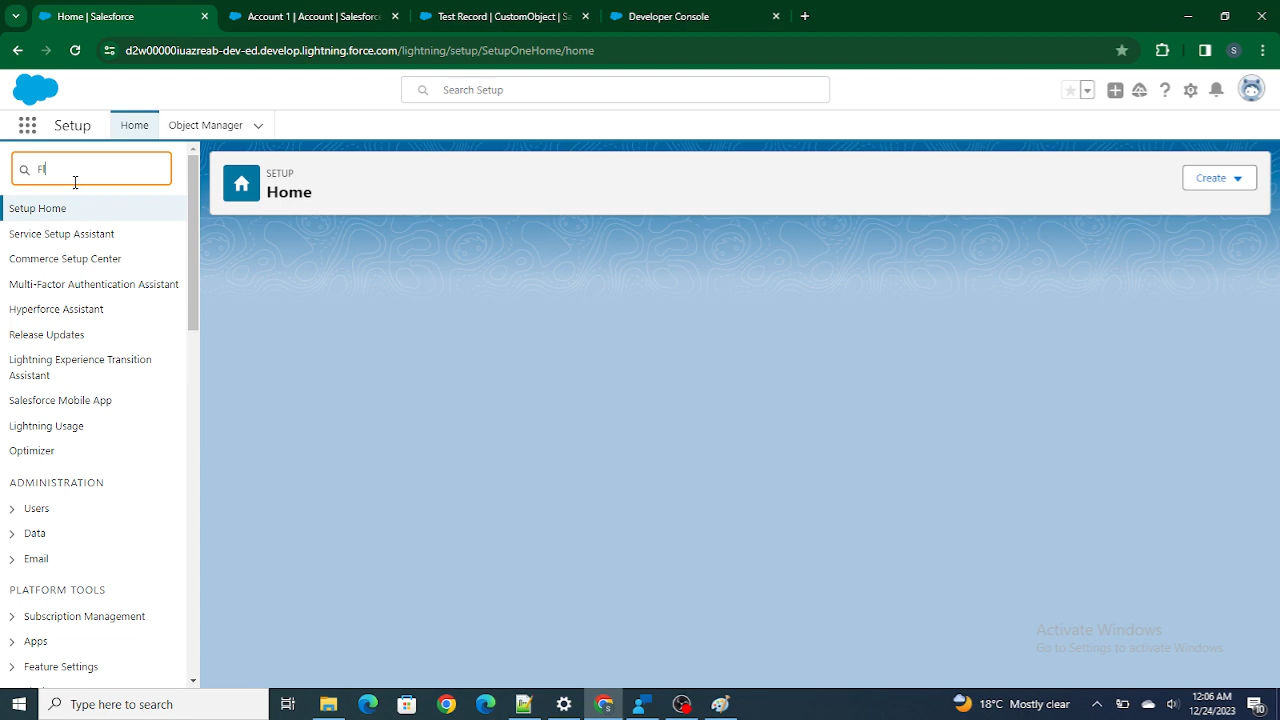 Home | Salesforce
Account 1 | Account | Salesforc
Test Record | CustomObject | Sa
Developer Console
d2w00000iuazreab-dev-ed.develop.lightning.force.com/lightning/setup/SetupOneHome/home
S
Search Setup
Setup
Home
Object Manager
Fl
SETUP
Home
Create
Setup Home
Service Setup Assistant
Commerce Setup Center
Multi-Factor Authentication Assistant
Hyperforce Assistant
Release Updates
Lightning Experience Transition
Assistant
Salesforce Mobile App
Lightning Usage
Optimizer
ADMINISTRATION
Users
Data
Email
PLATFORM TOOLS
Subscription Management
Apps
Feature Settings
Activate Windows
Go to Settings to activate Windows.
Type here to search
18°C Mostly clear
12:06 AM
12/24/2023
10